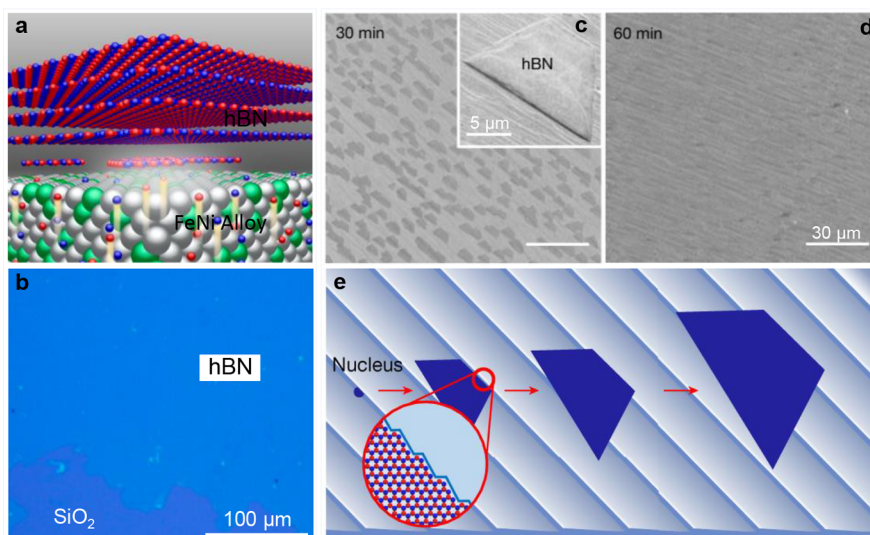 a
hBN
FeNi Alloy
b
hBN
SiO₂
100 µm
30 min
c
hBN
5 µm
60 min
d
30 µm
e
Nucleus